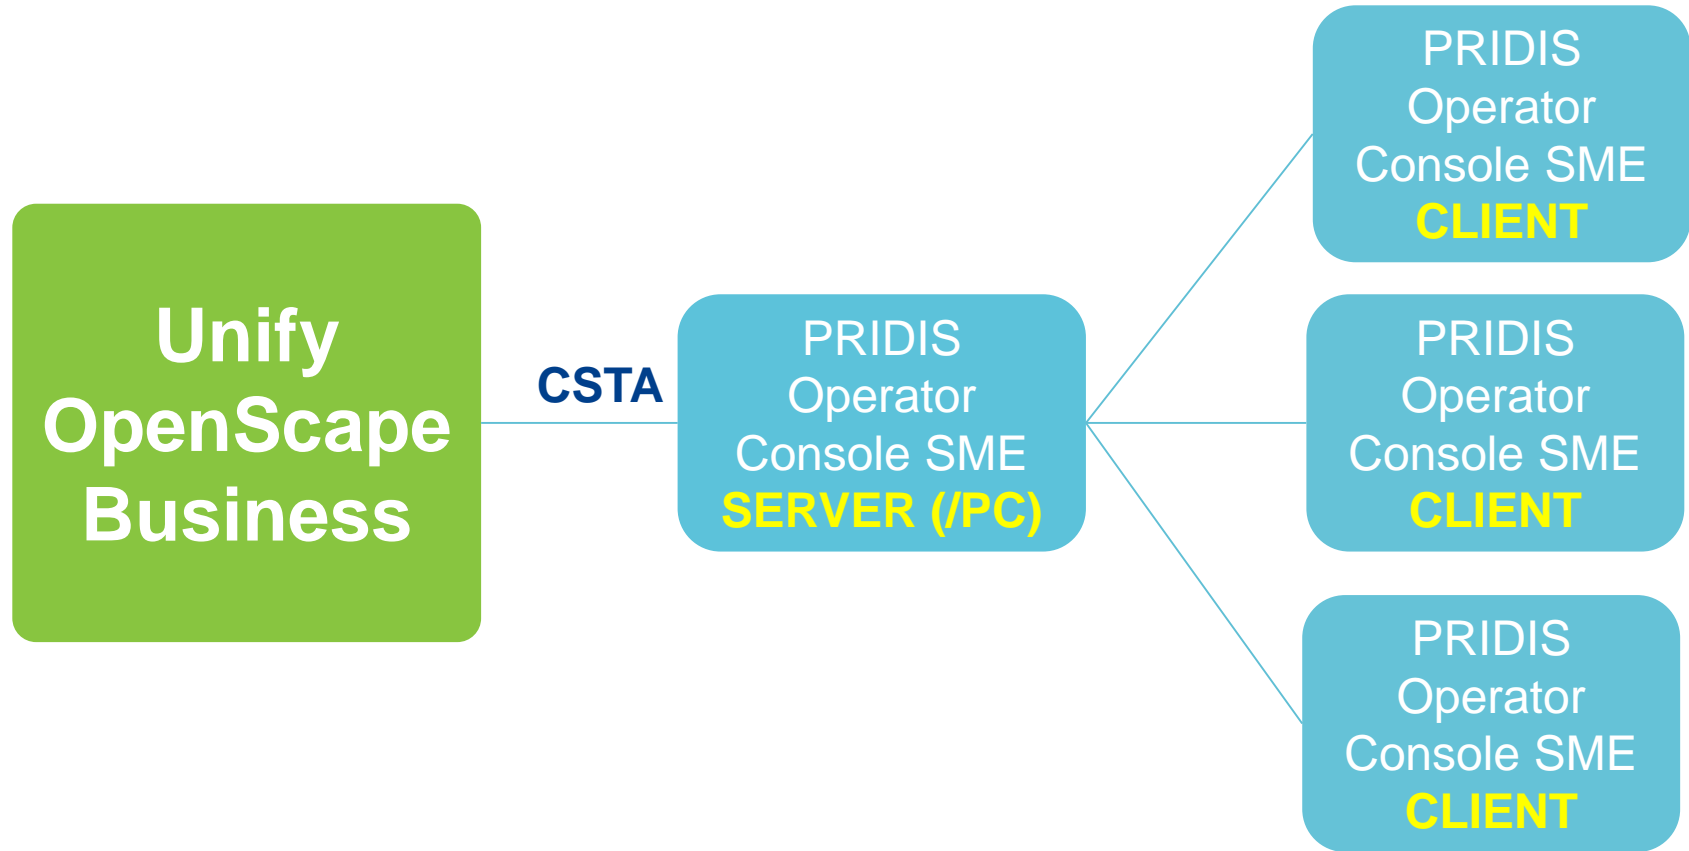 Unify
OpenScape
Business
CSTA
PRIDIS
Operator
Console SME
SERVER (/PC)
PRIDIS
Operator
Console SME
CLIENT
PRIDIS
Operator
Console SME
CLIENT
PRIDIS
Operator
Console SME
CLIENT